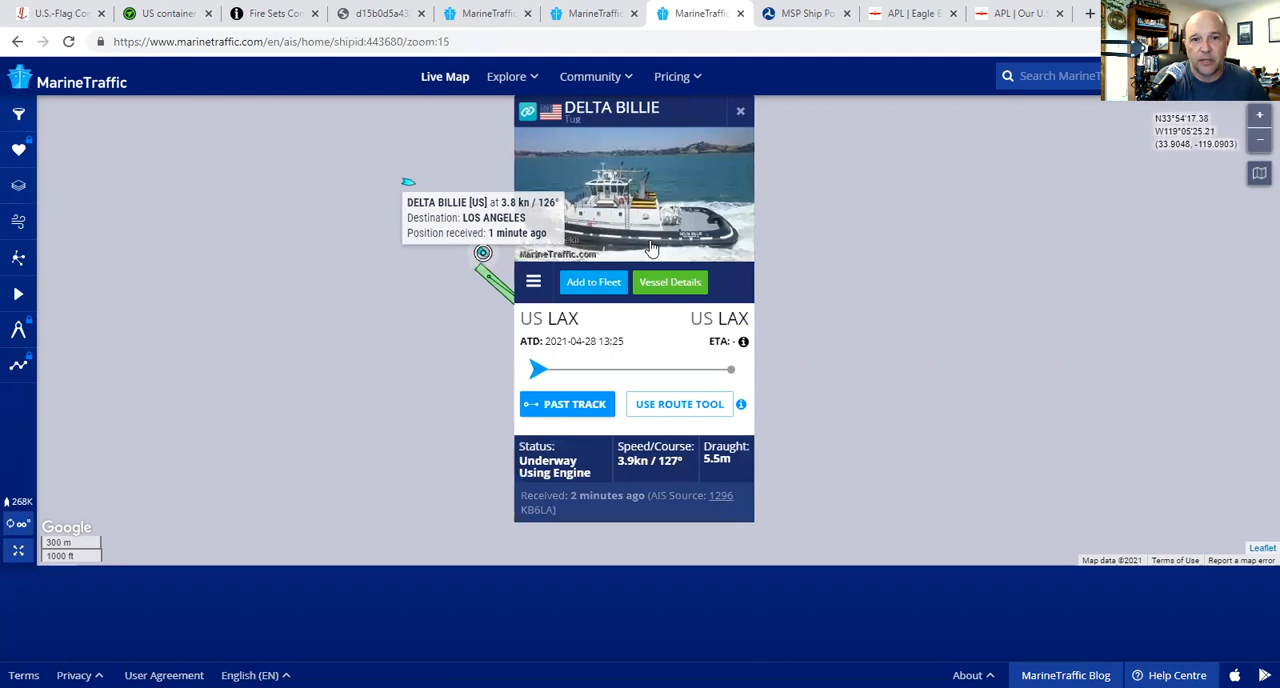 U.S.-Flag Con
US container
Fire Sets Con
d15b0d5a43
MarineTraffic
MarineTraffic
MarineTraffic
MSP Ship Po
APL | Eagle E
APL | Our U.S
https://www.marinetraffic.com/en/ais/home/shipid:443680/zoom:15
MarineTraffic
Live Map
Explore
Community
Pricing
Search MarineT
DELTA BILLIE
Tug
N33°54'17.38
W119°05'25.21
(33.9048, -119.0903)
DELTA BILLIE [US] at 3.8 kn / 126°
Destination: LOS ANGELES
Position received: 1 minute ago
DELTA BILLIE
MarineTraffic.com
Add to Fleet
Vessel Details
US LAX
US LAX
ATD: 2021-04-28 13:25
ETA: -
PAST TRACK
USE ROUTE TOOL
Status:
Underway
Using Engine
Speed/Course:
3.9kn / 127°
Draught:
5.5m
Received: 2 minutes ago (AIS Source: 1296
KB6LA)
268K
Google
300 m
1000 ft
Leaflet
Map data ©2021
Terms of Use
Report a map error
Terms
Privacy
User Agreement
English (EN)
About
MarineTraffic Blog
Help Centre